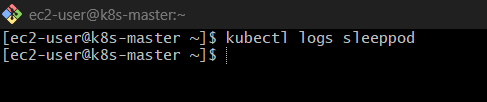 ec2-user@k8s-master:~
[ec2-user@k8s-master ~]$ kubectl logs sleeppod
[ec2-user@k8s-master ~]$